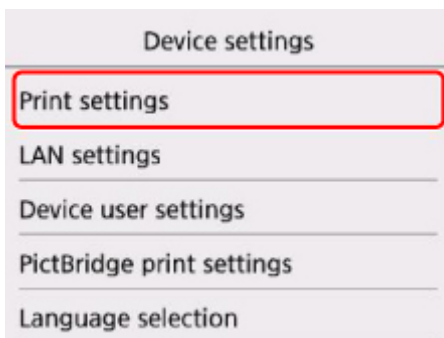 Device settings
Print settings
LAN settings
Device user settings
PictBridge print settings
Language selection